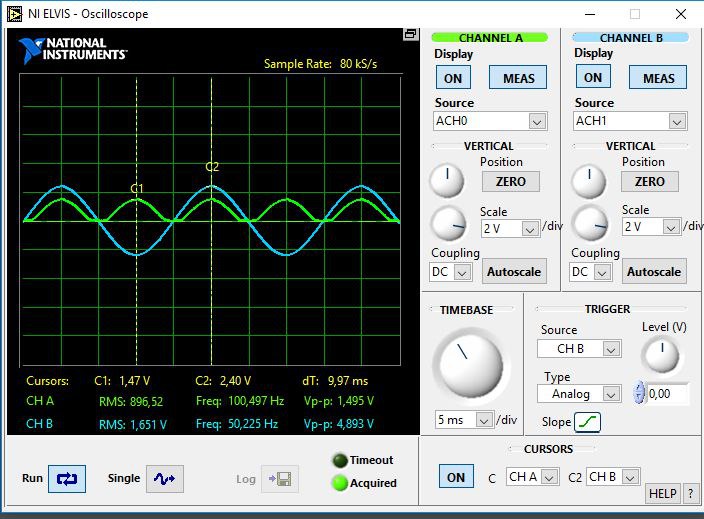 NI ELVIS - Oscilloscope
NATIONAL
INSTRUMENTS™
Sample Rate: 80 kS/s
C1
C2
Cursors: C1: 1,47 V C2: 2,40 V dT: 9,97 ms
CH A RMS: 896,52 Freq: 100,497 Hz Vp-p: 1,495 V
CH B RMS: 1,651 V Freq: 50,225 Hz Vp-p: 4,893 V
Run
Single
Log
Timeout
Acquired
CHANNEL A
Display
ON MEAS
Source
ACH0
VERTICAL
Position
ZERO
Scale
2 V /div
Coupling
DC Autoscale
CHANNEL B
Display
ON MEAS
Source
ACH1
VERTICAL
Position
ZERO
Scale
2 V /div
Coupling
DC Autoscale
TIMEBASE
5 ms /div
TRIGGER
Source
CH B
Level (V)
Type
Analog
0,00
Slope
CURSORS
ON C CH A C2 CH B
HELP ?